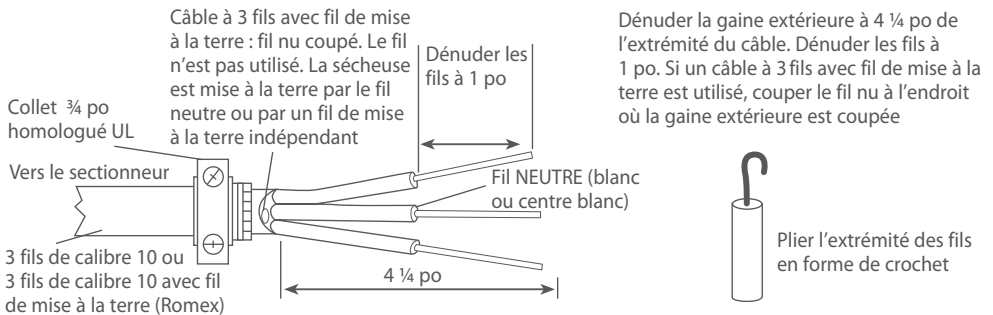 Câble à 3 fils avec fil de mise
à la terre : fil nu coupé. Le fil
n'est pas utilisé. La sécheuse
est mise à la terre par le fil
neutre ou par un fil de mise
à la terre indépendant
Dénuder les
fils à 1 po
Dénuder la gaine extérieure à 4 ¼ po de
l'extrémité du câble. Dénuder les fils à
1 po. Si un câble à 3 fils avec fil de mise à la
terre est utilisé, couper le fil nu à l'endroit
où la gaine extérieure est coupée
Collet ¾ po
homologué UL
Vers le sectionneur
Fil NEUTRE (blanc
ou centre blanc)
3 fils de calibre 10 ou
3 fils de calibre 10 avec fil
de mise à la terre (Romex)
4 ¼ po
Plier l'extrémité des fils
en forme de crochet